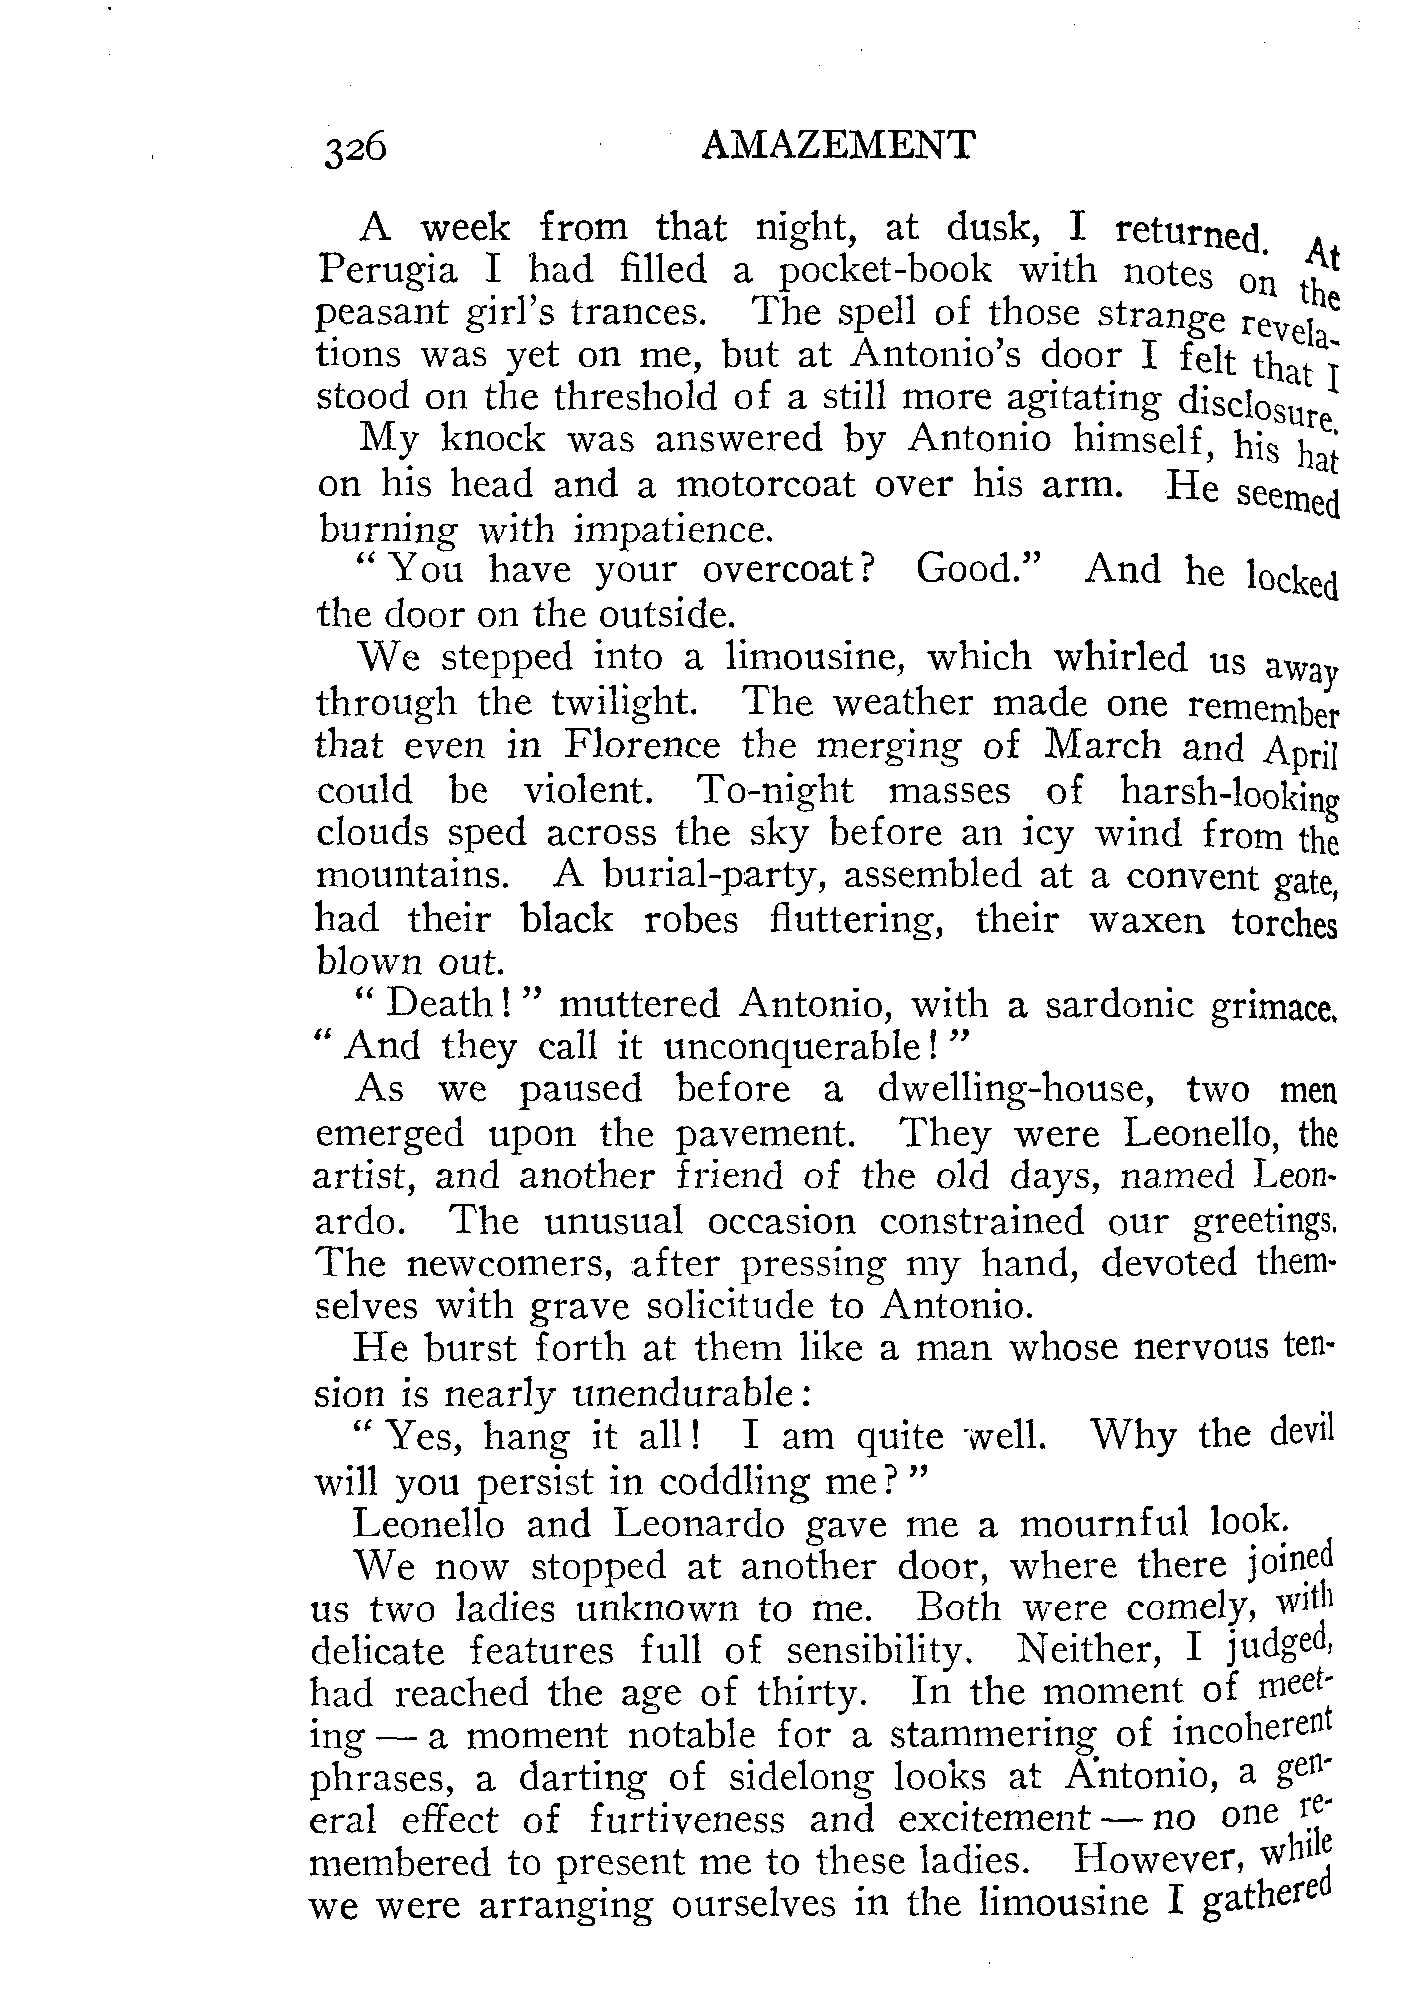 326 AMAZEMENT
A week from that night, at dusk, I returned. At
Perugia I had filled a pocket-book with notes on the
peasant girl's trances. The spell of those strange revela-
tions was yet on me, but at Antonio's door I felt that I
stood on the threshold of a still more agitating disclosure.
My knock was answered by Antonio himself, his hat
on his head and a motorcoat over his arm. He seemed
burning with impatience.
"You have your overcoat? Good." And he locked
the door on the outside.
We stepped into a limousine, which whirled us away
through the twilight. The weather made one remember
that even in Florence the merging of March and April
could be violent. To-night masses of harsh-looking
clouds sped across the sky before an icy wind from the
mountains. A burial-party, assembled at a convent gate,
had their black robes fluttering, their waxen torches
blown out.
"Death!" muttered Antonio, with a sardonic grimace.
"And they call it unconquerable!"
As we paused before a dwelling-house, two men
emerged upon the pavement. They were Leonello, the
artist, and another friend of the old days, named Leon-
ardo. The unusual occasion constrained our greetings.
The newcomers, after pressing my hand, devoted them-
selves with grave solicitude to Antonio.
He burst forth at them like a man whose nervous ten-
sion is nearly unendurable:
"Yes, hang it all! I am quite well. Why the devil
will you persist in coddling me?"
Leonello and Leonardo gave me a mournful look.
We now stopped at another door, where there joined
us two ladies unknown to me. Both were comely, with
delicate features full of sensibility. Neither, I judged,
had reached the age of thirty. In the moment of meet-
ing — a moment notable for a stammering of incoherent
phrases, a darting of sidelong looks at Antonio, a gen-
eral effect of furtiveness and excitement — no one re-
membered to present me to these ladies. However, while
we were arranging ourselves in the limousine I gathered